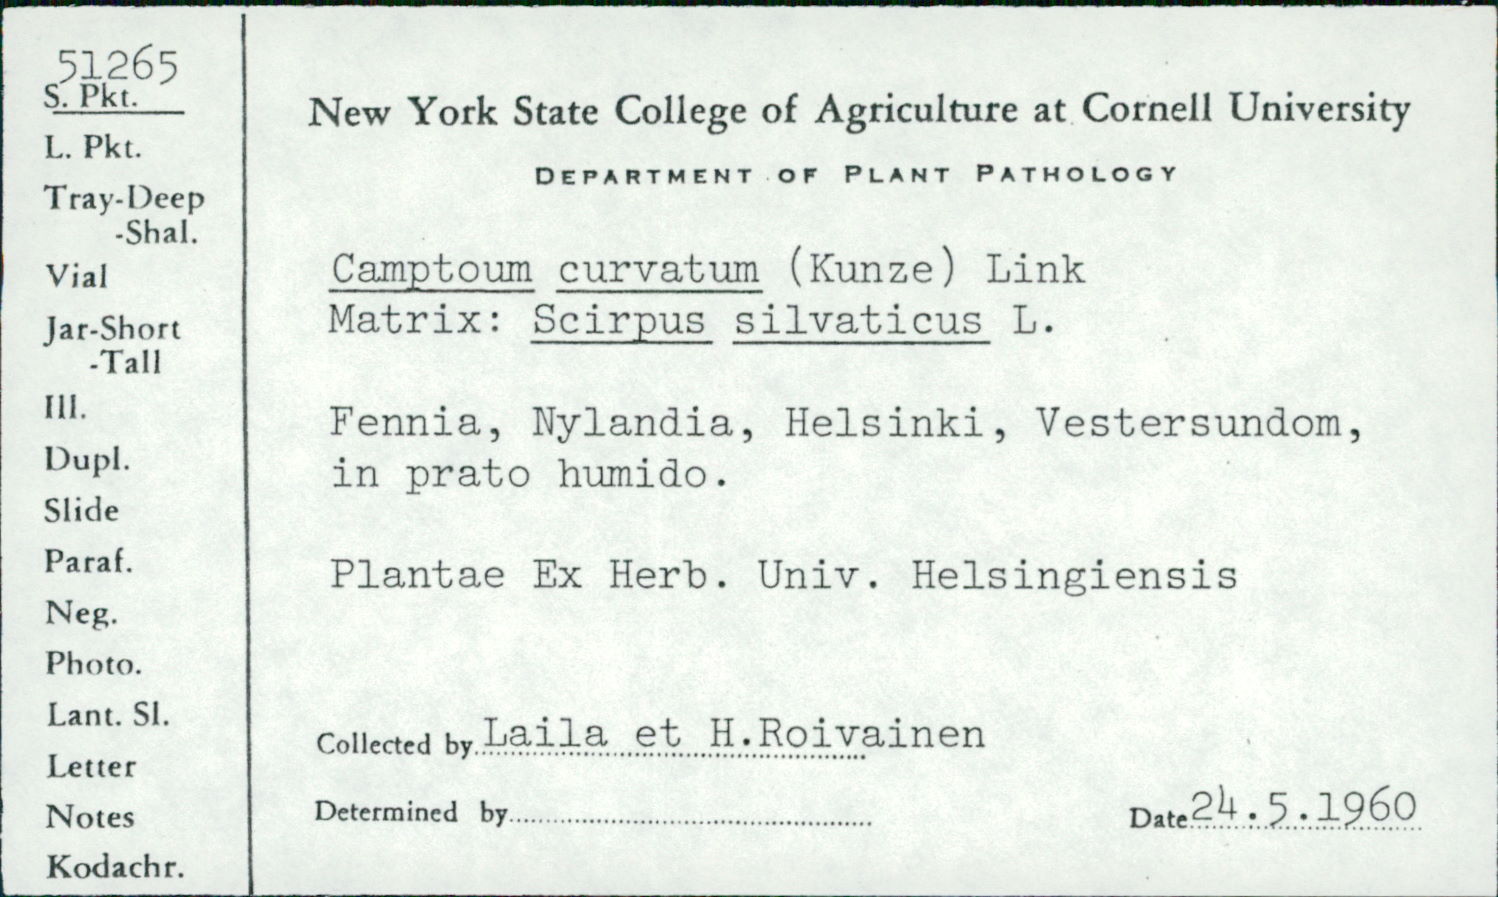 51265
S. Pkt.
L. Pkt.
Tray-Deep
-Shal.
Vial
Jar-Short
-Tall
Ill.
Dupl.
Slide
Paraf.
Neg.
Photo.
Lant. Sl.
Letter
Notes
Kodachr.
New York State College of Agriculture at Cornell University
DEPARTMENT OF PLANT PATHOLOGY
Camptoum curvatum (Kunze) Link
Matrix: Scirpus silvaticus L.
Fennia, Nylandia, Helsinki, Vestersundom,
in prato humido.
Plantae Ex Herb. Univ. Helsingiensis
Collected by Laila et H.Roivainen
Determined by
Date 24.5.1960